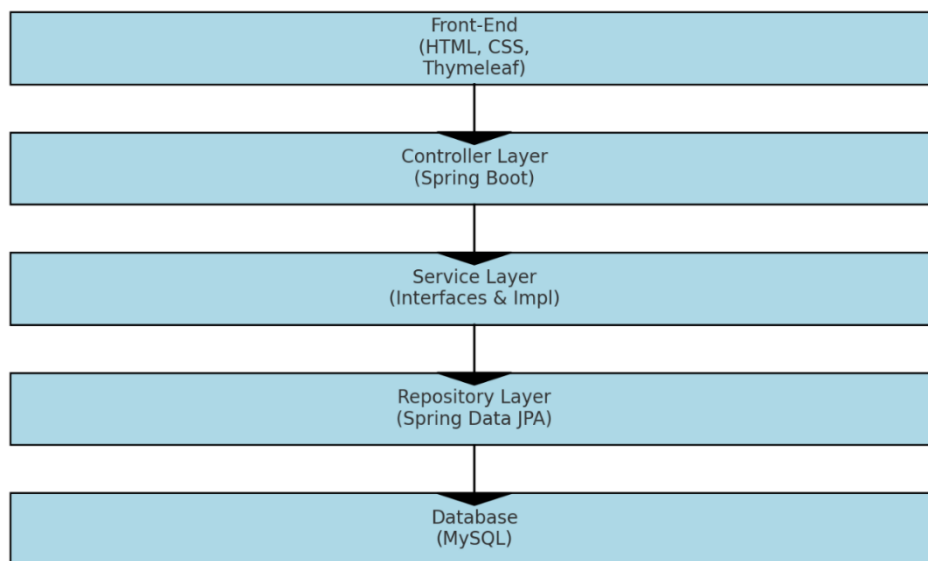 Front-End
(HTML, CSS,
Thymeleaf)
Controller Layer
(Spring Boot)
Service Layer
(Interfaces & Impl)
Repository Layer
(Spring Data JPA)
Database
(MySQL)